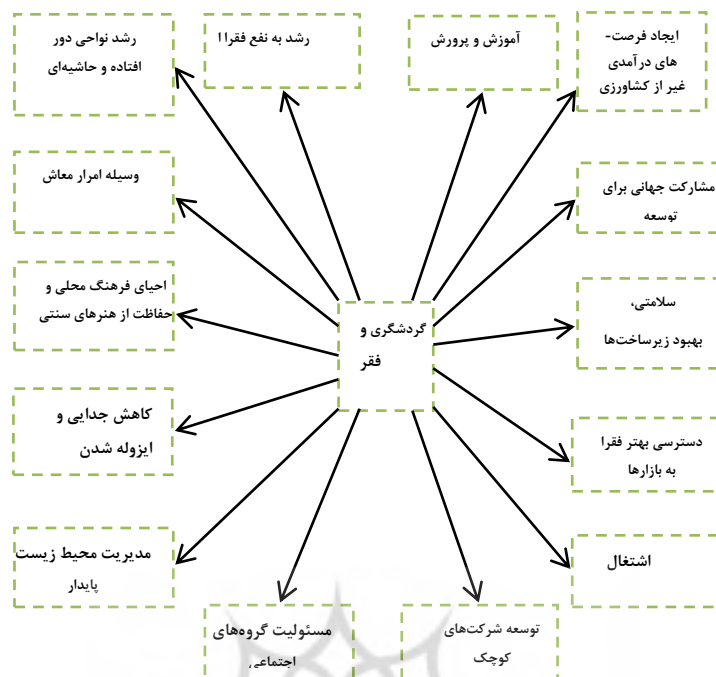 ایجاد فرصت-
های درآمدی
غیر از کشاورزی
آموزش و پرورش
رشد به نفع فقرا ا
رشد نواحی دور
افتاده و حاشیه‌ای
مشارکت جهانی برای
توسعه
وسیله امرار معاش
سلامتی،
بهبود زیرساخت‌ها
گردشگری و
فقر
احیای فرهنگ محلی و
حفاظت از هنرهای سنتی
دسترسی بهتر فقرا
به بازارها
کاهش جدایی و
ایزوله شدن
اشتغال
مدیریت محیط زیست
پایدار
توسعه شرکت‌های
کوچک
مسئولیت گروه‌های
اجتماعی